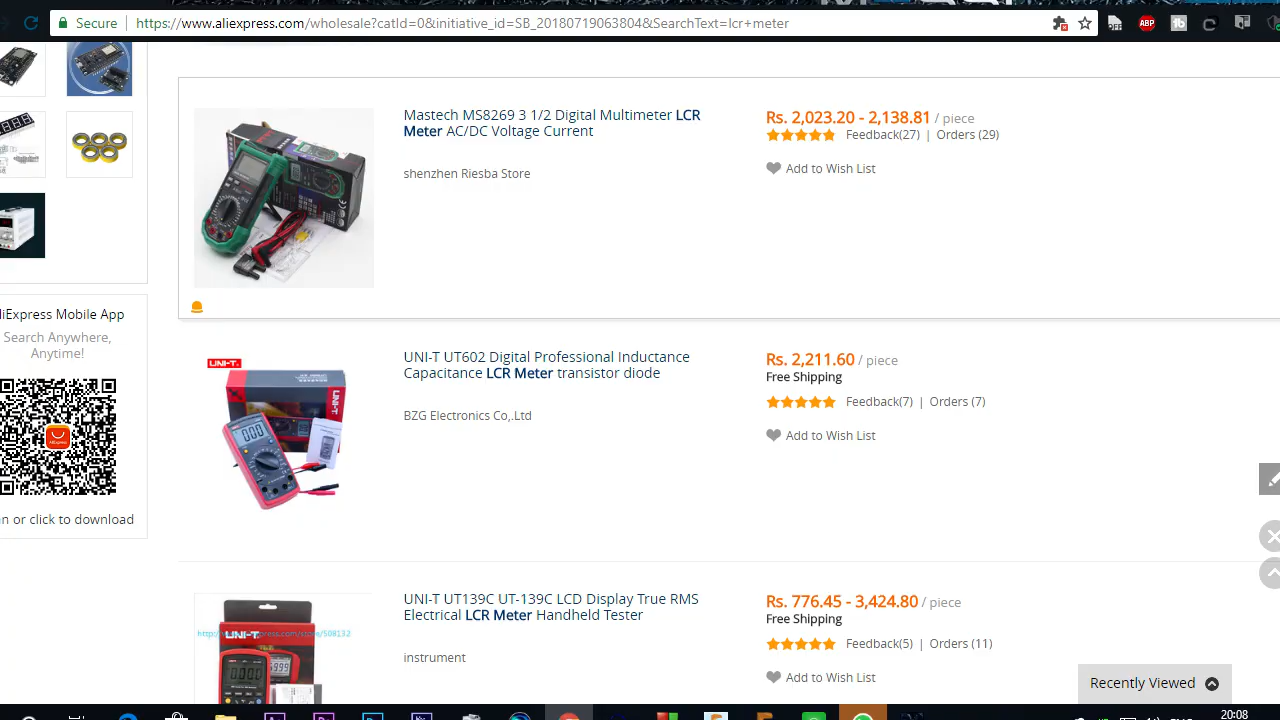 Secure | https://www.aliexpress.com/wholesale?catId=0&initiative_id=SB_20180719063804&SearchText=lcr+meter
OFF
ABP
Mastech MS8269 3 1/2 Digital Multimeter LCR
Meter AC/DC Voltage Current
shenzhen Riesba Store
Rs. 2,023.20 - 2,138.81 / piece
Feedback(27) | Orders (29)
Add to Wish List
iExpress Mobile App
Search Anywhere,
Anytime!
AliExpress
n or click to download
UNI-T
UNI-T
UNI-T UT602 Digital Professional Inductance
Capacitance LCR Meter transistor diode
BZG Electronics Co,.Ltd
Rs. 2,211.60 / piece
Free Shipping
Feedback(7) | Orders (7)
Add to Wish List
UNI-T
UNI-T UT139C UT-139C LCD Display True RMS
Electrical LCR Meter Handheld Tester
instrument
Rs. 776.45 - 3,424.80 / piece
Free Shipping
Feedback(5) | Orders (11)
Add to Wish List
Recently Viewed
20:08